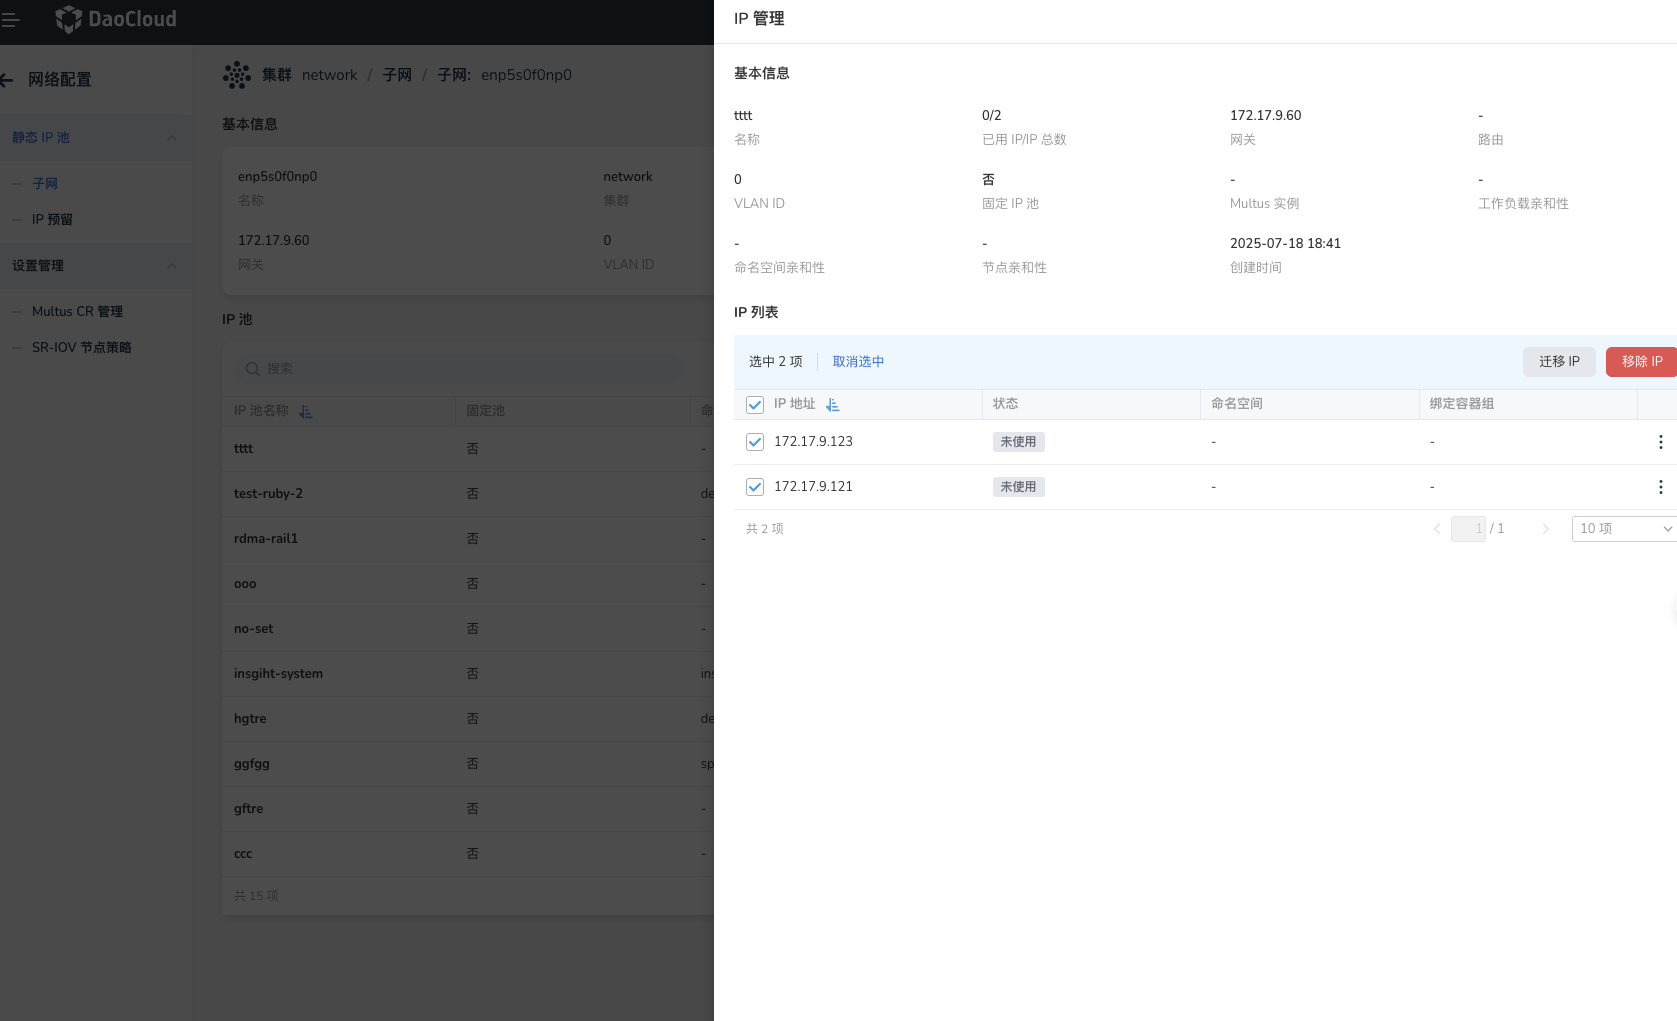 DaoCloud
网络配置
静态 IP 池
子网
IP 预留
设置管理
Multus CR 管理
SR-IOV 节点策略
集群 network / 子网 / 子网: enp5s0f0np0
基本信息
enp5s0f0np0 network
名称 集群
172.17.9.60 0
网关 VLAN ID
IP 池
搜索
IP 池名称 固定池 命
tttt 否 -
test-ruby-2 否 de
rdma-rail1 否 -
ooo 否 -
no-set 否 -
insgiht-system 否 ins
hgtre 否 de
ggfgg 否 sp
gftre 否 -
ccc 否 -
共 15 项
IP 管理
基本信息
tttt 0/2 172.17.9.60 -
名称 已用 IP/IP 总数 网关 路由
0 否 - -
VLAN ID 固定 IP 池 Multus 实例 工作负载亲和性
- - 2025-07-18 18:41
命名空间亲和性 节点亲和性 创建时间
IP 列表
选中 2 项 取消选中 迁移 IP 移除 IP
IP 地址 状态 命名空间 绑定容器组
172.17.9.123 未使用 - -
172.17.9.121 未使用 - -
共 2 项 1 / 1 10 项